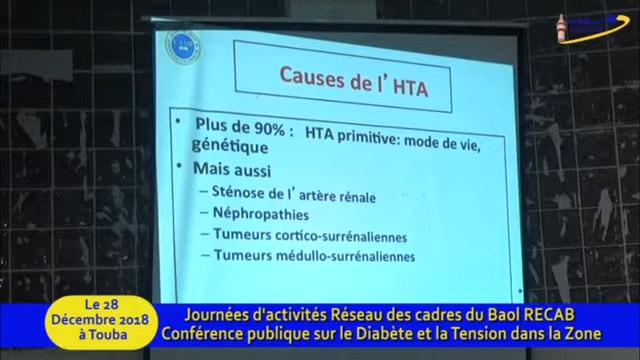 Causes de l' HTA
• Plus de 90% : HTA primitive: mode de vie,
génétique
• Mais aussi
– Sténose de l' artère rénale
– Néphropathies
– Tumeurs cortico-surrénaliennes
– Tumeurs médullo-surrénaliennes
Le 28
Décembre 2018
à Touba
Journées d'activités Réseau des cadres du Baol RECAB
Conférence publique sur le Diabète et la Tension dans la Zone